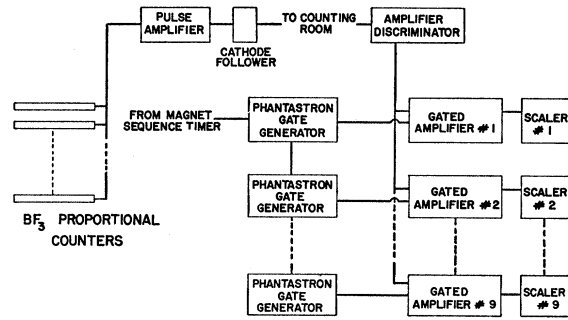 PULSE
AMPLIFIER
CATHODE
FOLLOWER
TO COUNTING
ROOM
AMPLIFIER
DISCRIMINATOR
FROM MAGNET
SEQUENCE TIMER
PHANTASTRON
GATE
GENERATOR
GATED
AMPLIFIER #1
SCALER
#1
BF3 PROPORTIONAL
COUNTERS
PHANTASTRON
GATE
GENERATOR
GATED
AMPLIFIER #2
SCALER
#2
PHANTASTRON
GATE
GENERATOR
GATED
AMPLIFIER #9
SCALER
#9